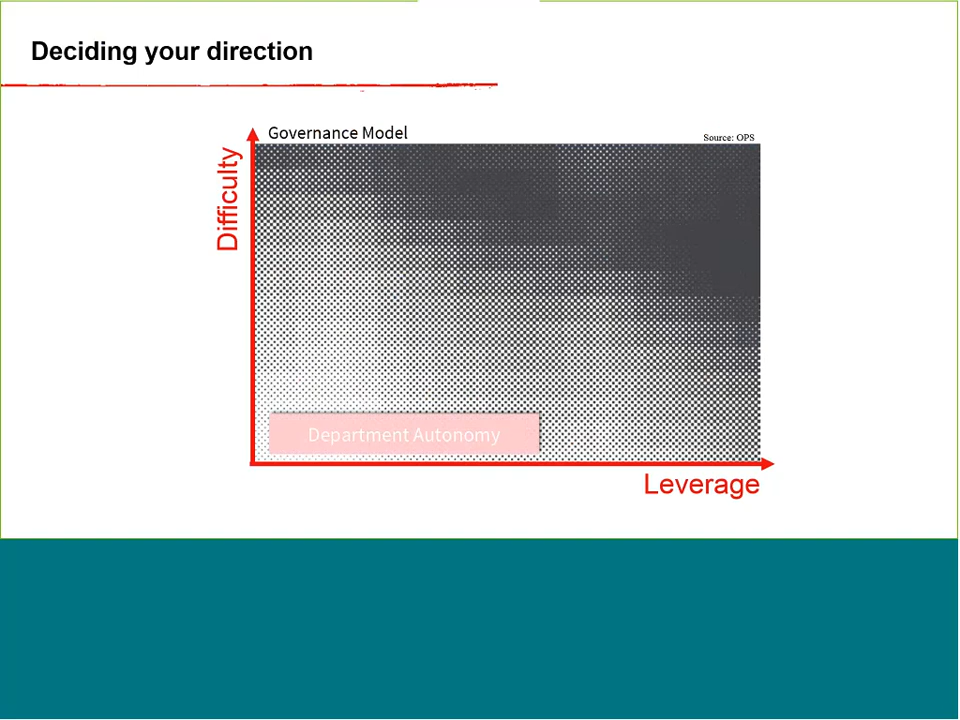 Deciding your direction
Governance Model
Source: OPS
Difficulty
Department Autonomy
Leverage